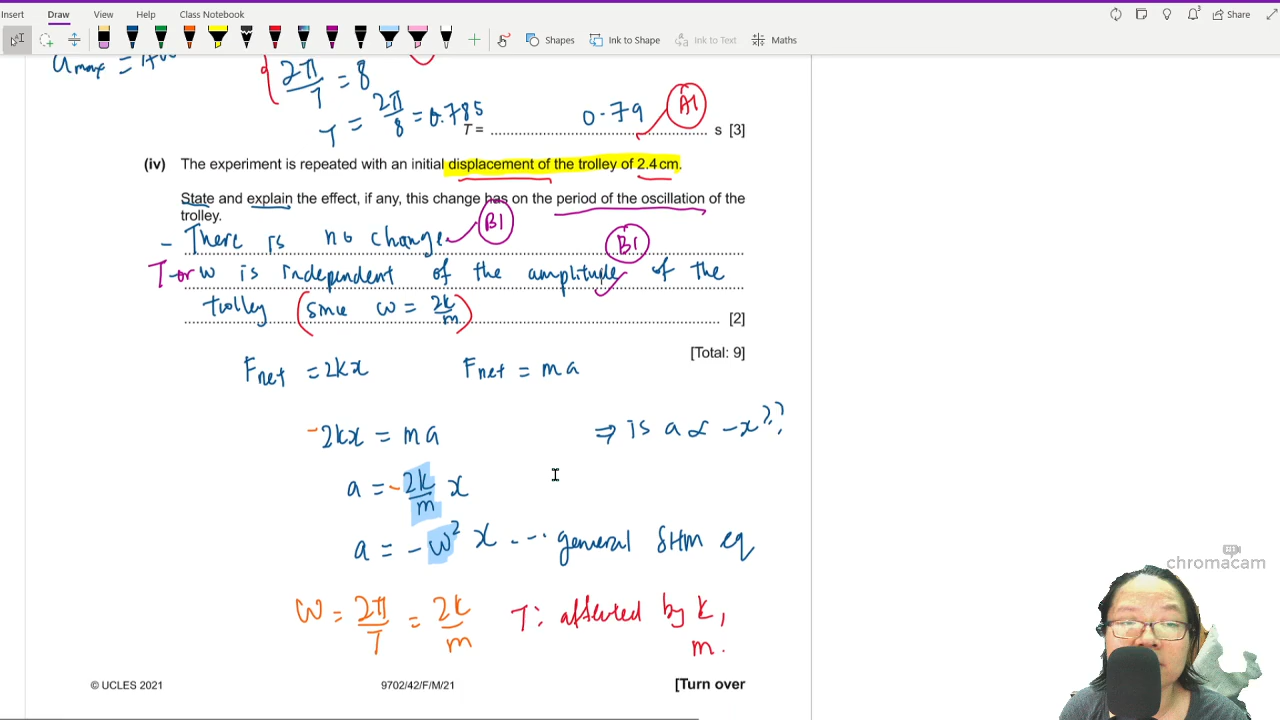 Insert Draw View Help Class Notebook Share
Shapes Ink to Shape Ink to Text Maths
2π/T = 8
T = 2π/8 = 0.785
T = 0.79 A1 s [3]
(iv) The experiment is repeated with an initial displacement of the trolley of 2.4 cm.
State and explain the effect, if any, this change has on the period of the oscillation of the
trolley.
- There is no change B1
T or ω is independent of the amplitude of the B1
trolley (since ω = 2k/m) [2]
[Total: 9]
Fnet = 2kx Fnet = ma
-2kx = ma ⇒ is a ∝ -x??
a = -2k/m x
a = -ω² x ... general SHM eq
ω = 2π/T = 2k/m T: affected by k,
m.
chromacam
© UCLES 2021 9702/42/F/M/21 [Turn over